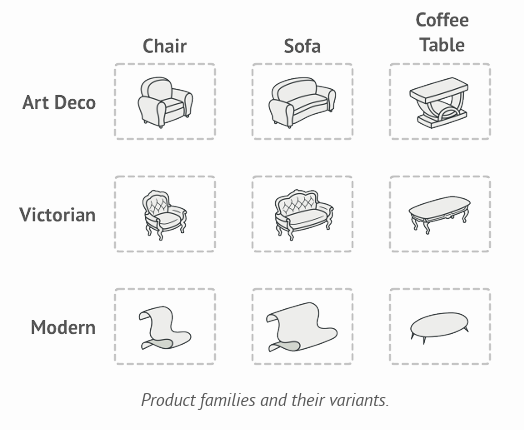 Chair
Sofa
Coffee
Table
Art Deco
Victorian
Modern
Product families and their variants.